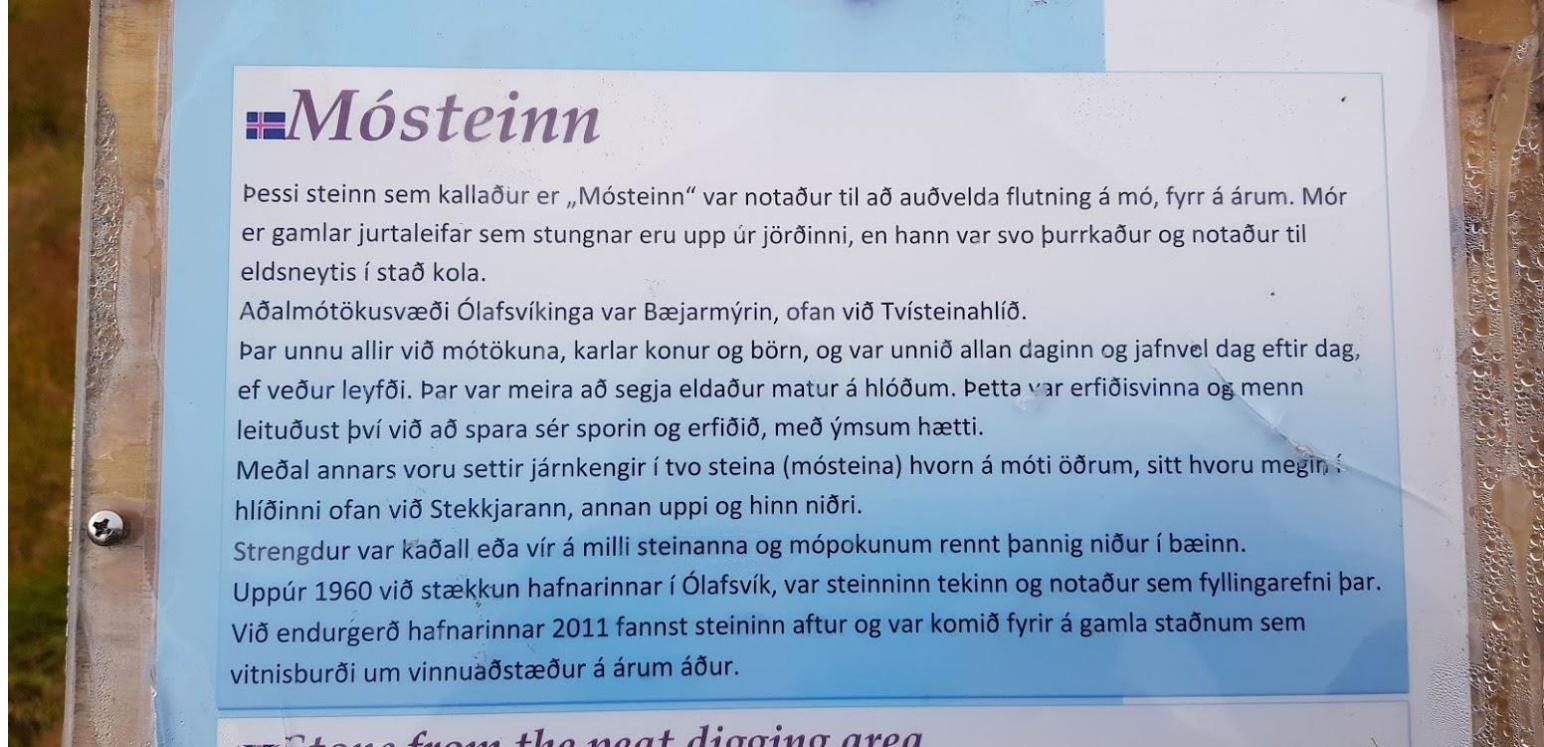 Mósteinn
Þessi steinn sem kallaður er „Mósteinn“ var notaður til að auðvelda flutning á mó, fyrr á árum. Mór
er gamlar jurtaleifar sem stungnar eru upp úr jörðinni, en hann var svo þurrkaður og notaður til
eldsneytis í stað kola.
Aðalmótökusvæði Ólafsvíkinga var Bæjarmýrin, ofan við Tvísteinahlíð.
Þar unnu allir við mótökuna, karlar konur og börn, og var unnið allan daginn og jafnvel dag eftir dag,
ef veður leyfði. Þar var meira að segja eldaður matur á hlóðum. Þetta var erfiðisvinna og menn
leituðust því við að spara sér sporin og erfiðið, með ýmsum hætti.
Meðal annars voru settir járnkengir í tvo steina (mósteina) hvorn á móti öðrum, sitt hvoru megin í
hlíðinni ofan við Stekkjarann, annan uppi og hinn niðri.
Strengdur var kaðall eða vír á milli steinanna og mópokunum rennt þannig niður í bæinn.
Uppúr 1960 við stækkun hafnarinnar í Ólafsvík, var steinninn tekinn og notaður sem fyllingarefni þar.
Við endurgerð hafnarinnar 2011 fannst steininn aftur og var komið fyrir á gamla staðnum sem
vitnisburði um vinnuaðstæður á árum áður.
Stone from the peat digging area